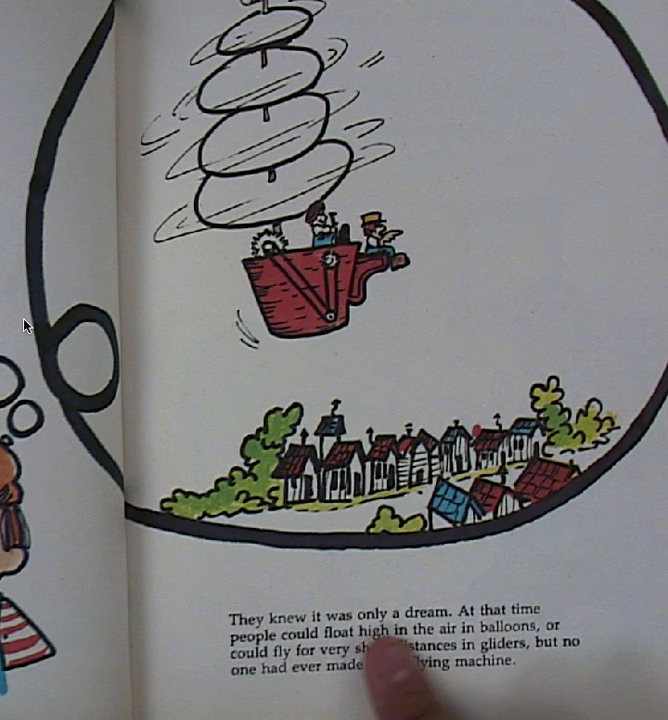 They knew it was only a dream. At that time
people could float high in the air in balloons, or
could fly for very sh stances in gliders, but no
one had ever made lying machine.